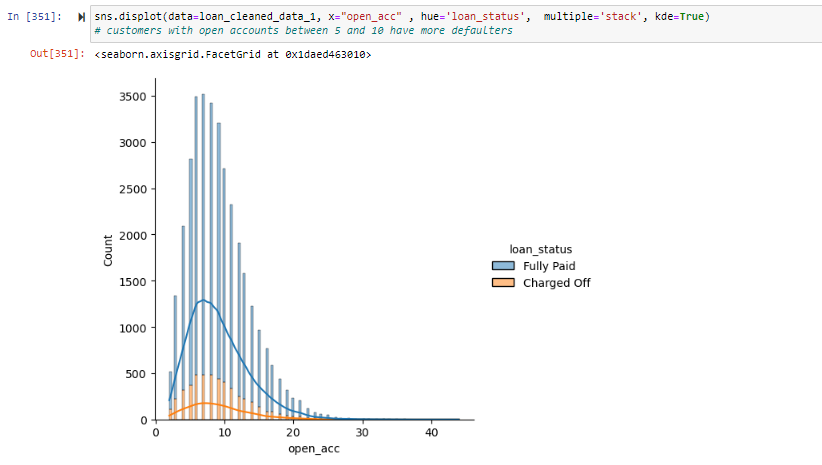 In [351]:
sns.displot(data=loan_cleaned_data_1, x="open_acc" , hue='loan_status',  multiple='stack', kde=True)
# customers with open accounts between 5 and 10 have more defaulters
Out[351]: <seaborn.axisgrid.FacetGrid at 0x1daed463010>
3500
3000
2500
2000
1500
1000
500
0
Count
0 10 20 30 40
open_acc
loan_status
Fully Paid
Charged Off